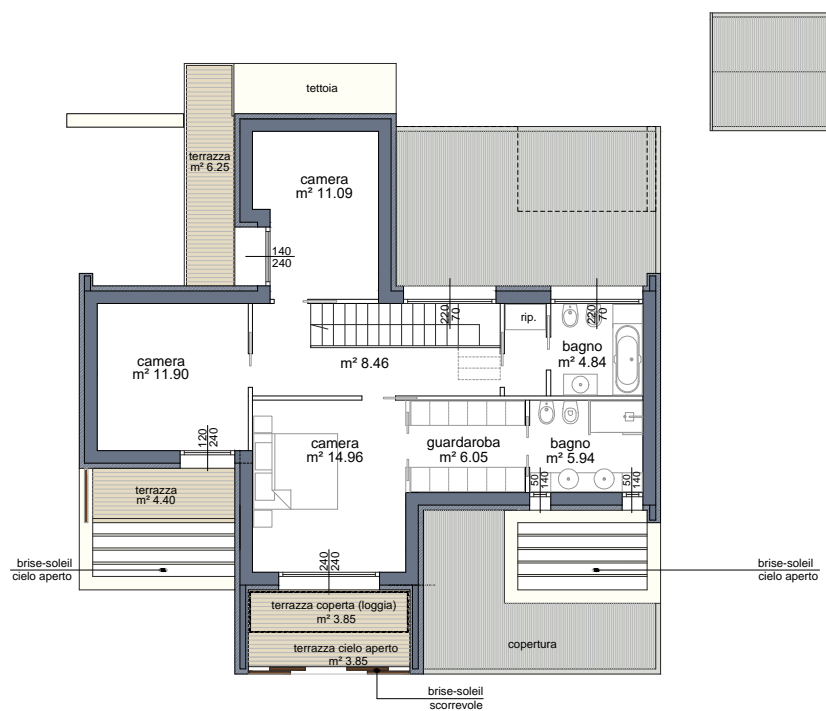 tettoia
terrazza
m² 6.25
camera
m² 11.09
140
240
220
70
220
70
rip.
bagno
m² 4.84
camera
m² 11.90
m² 8.46
camera
m² 14.96
guardaroba
m² 6.05
bagno
m² 5.94
120
240
50
140
50
140
terrazza
m² 4.40
brise-soleil
cielo aperto
brise-soleil
cielo aperto
240
240
terrazza coperta (loggia)
m² 3.85
terrazza cielo aperto
m² 3.85
copertura
brise-soleil
scorrevole